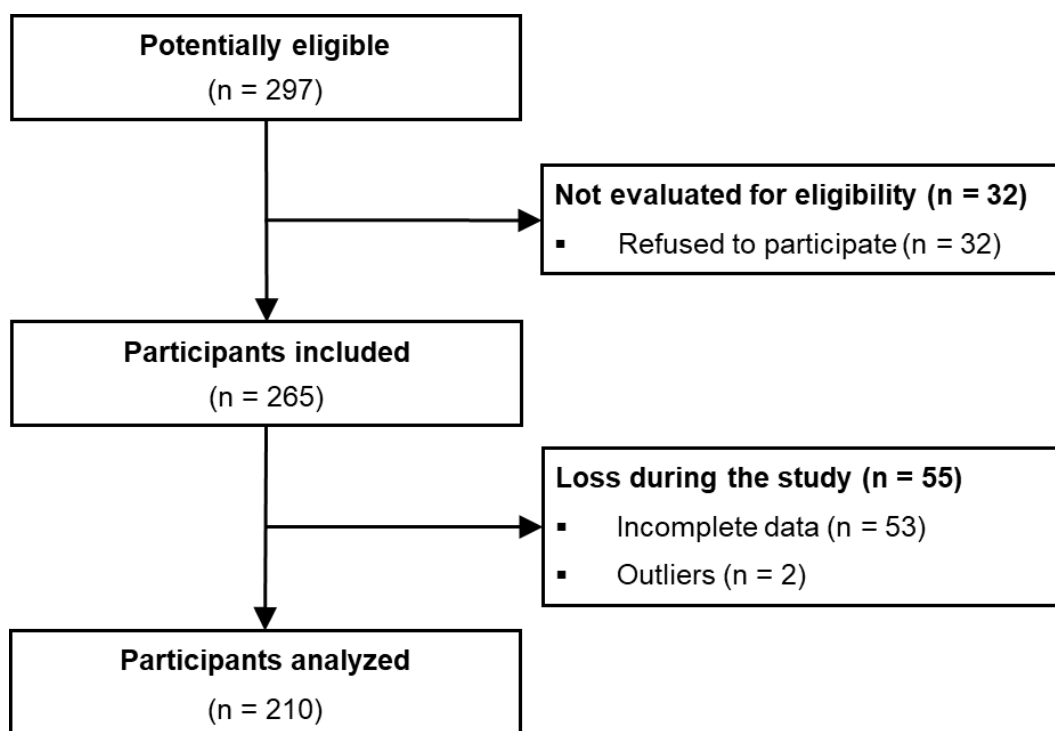 Potentially eligible
(n = 297)
Not evaluated for eligibility (n = 32)
▪ Refused to participate (n = 32)
Participants included
(n = 265)
Loss during the study (n = 55)
▪ Incomplete data (n = 53)
▪ Outliers (n = 2)
Participants analyzed
(n = 210)